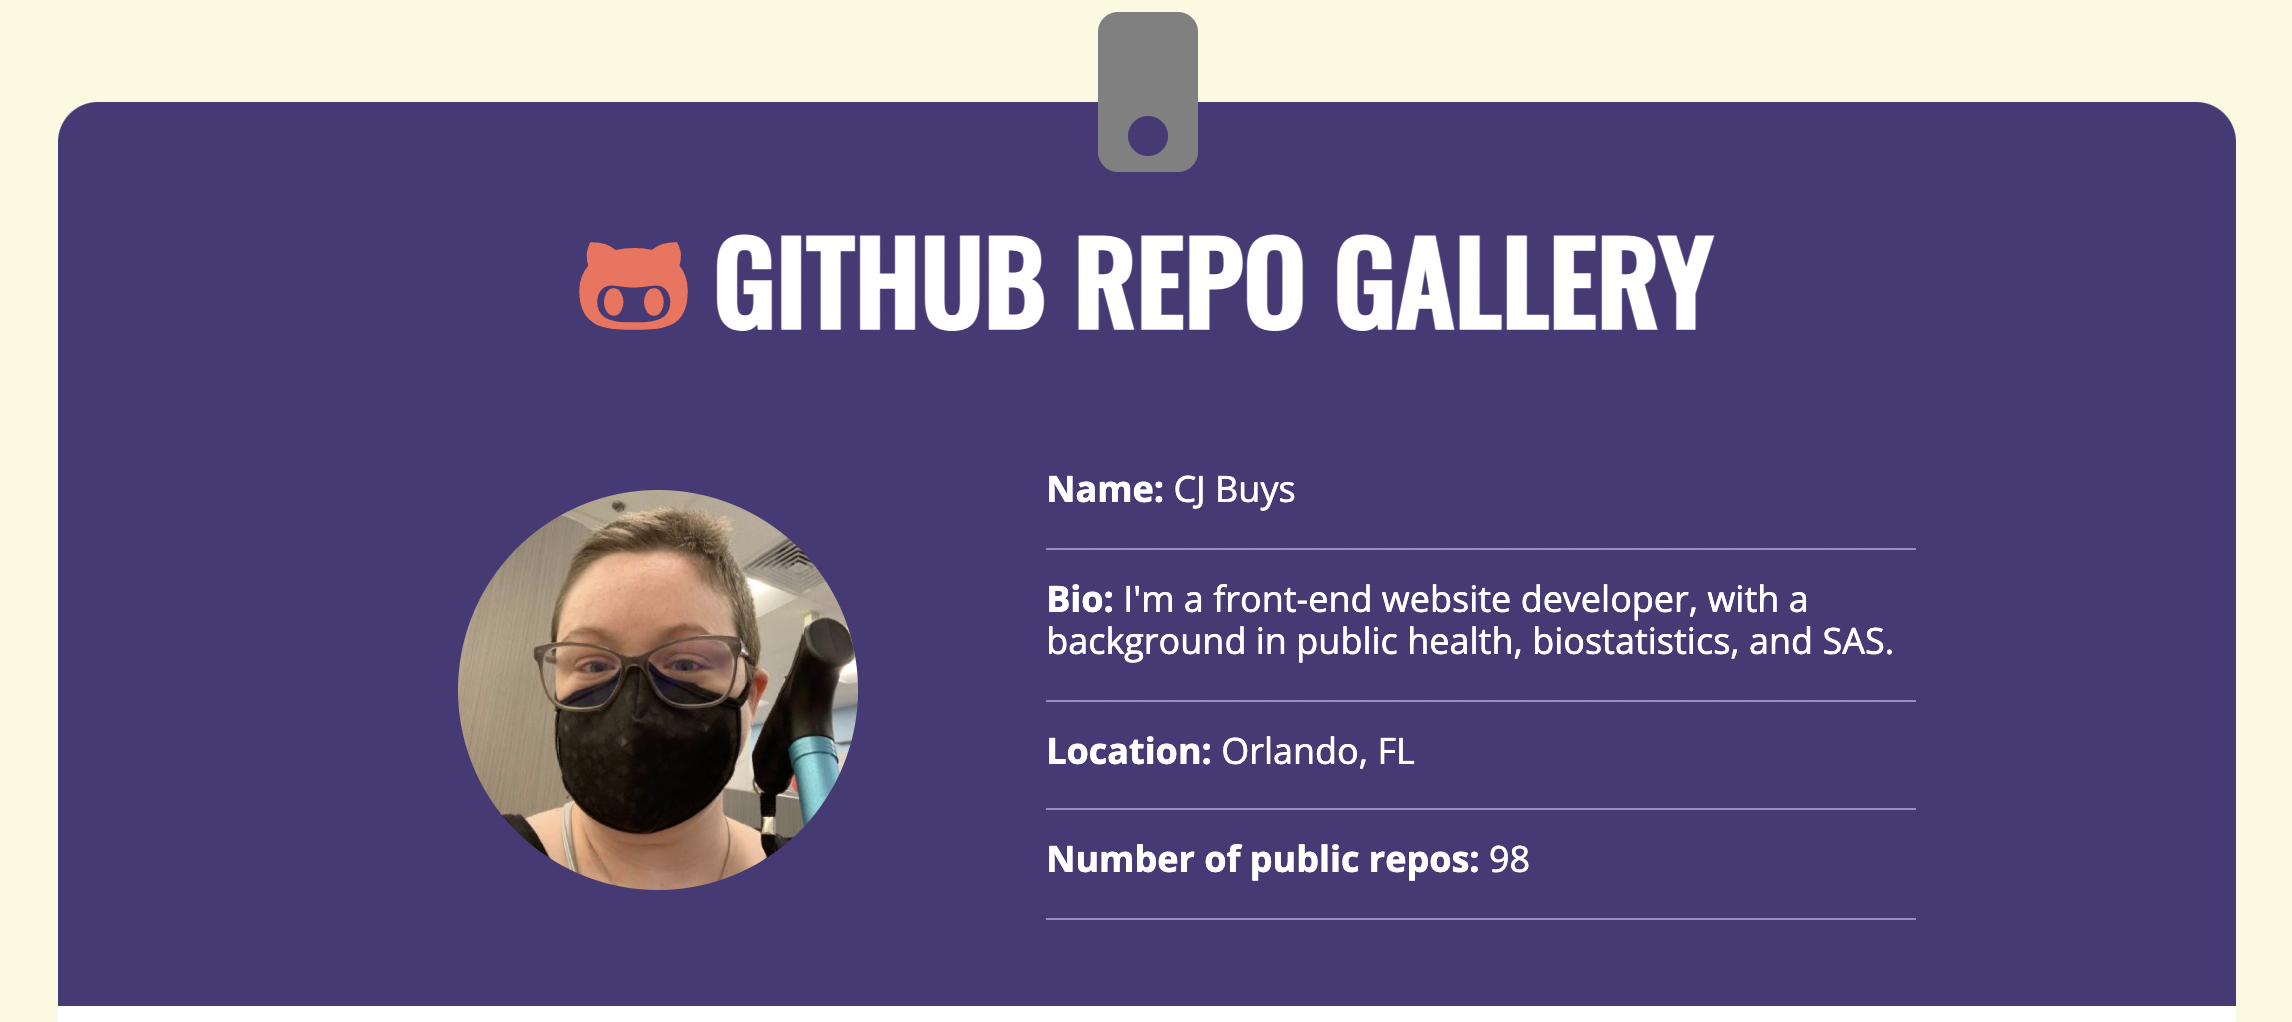 GITHUB REPO GALLERY
Name: CJ Buys
Bio: I'm a front-end website developer, with a
background in public health, biostatistics, and SAS.
Location: Orlando, FL
Number of public repos: 98